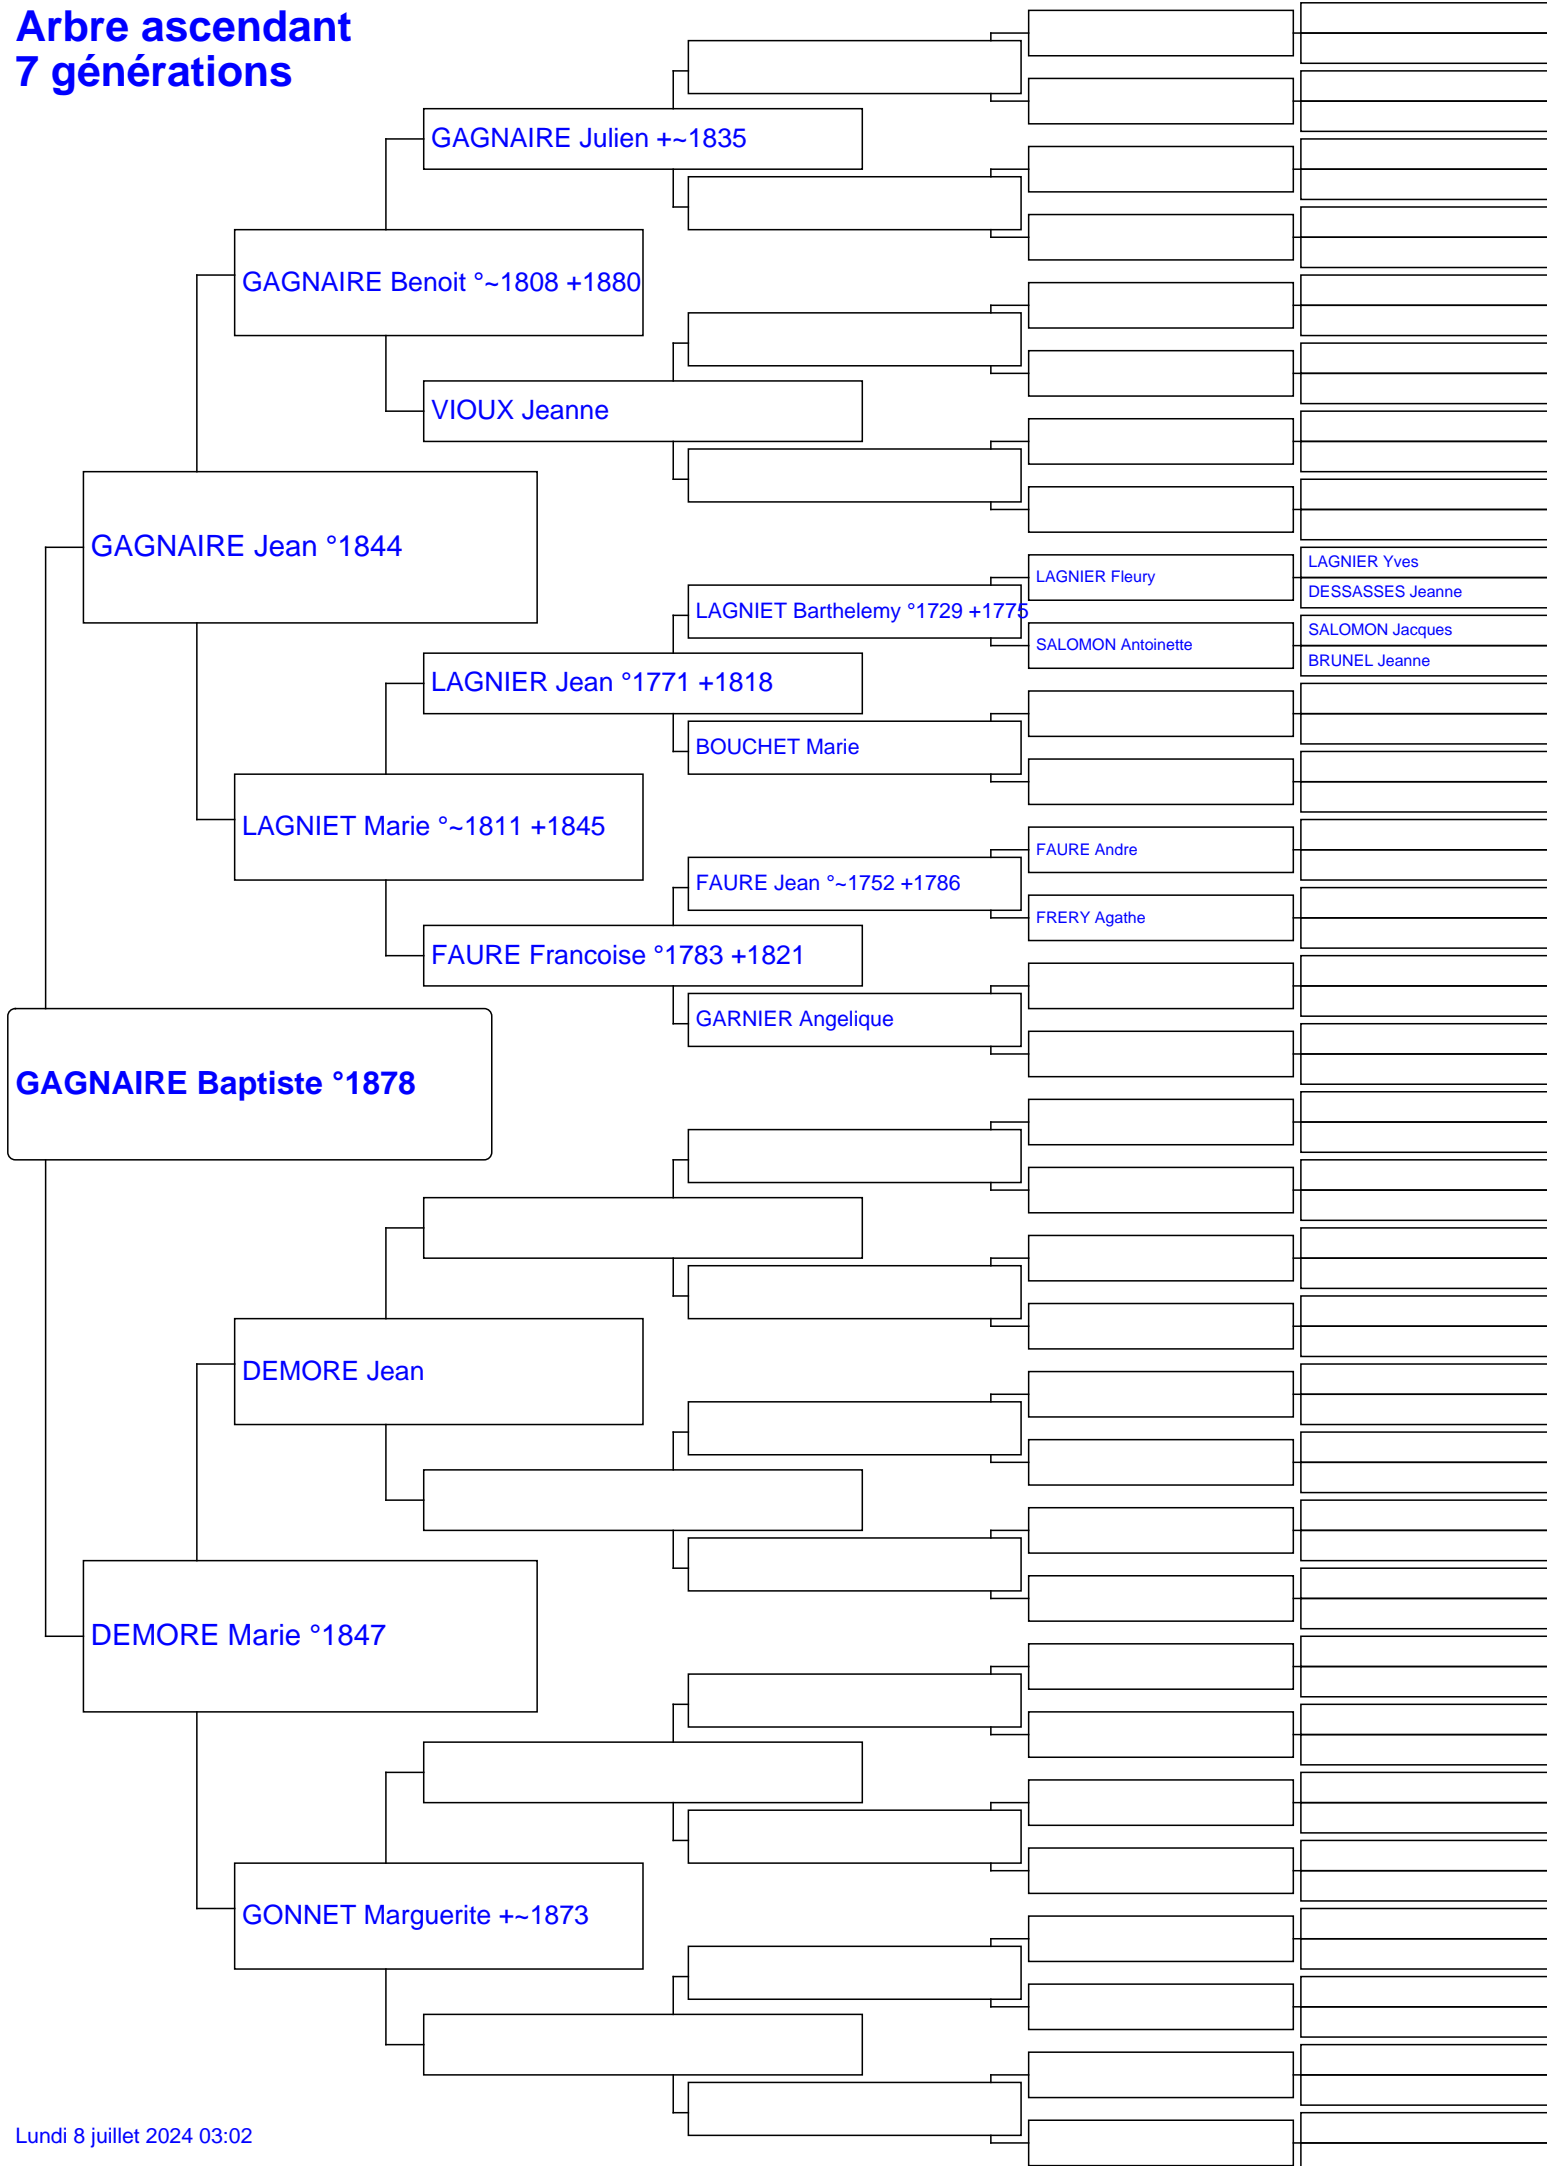 Arbre ascendant
7 générations
GAGNAIRE Julien +~1835
GAGNAIRE Benoit °~1808 +1880
VIOUX Jeanne
GAGNAIRE Jean °1844
LAGNIER Yves
LAGNIER Fleury
DESSASSES Jeanne
LAGNIET Barthelemy °1729 +1775
SALOMON Jacques
SALOMON Antoinette
BRUNEL Jeanne
LAGNIER Jean °1771 +1818
BOUCHET Marie
LAGNIET Marie °~1811 +1845
FAURE Andre
FAURE Jean °~1752 +1786
FRERY Agathe
FAURE Francoise °1783 +1821
GARNIER Angelique
GAGNAIRE Baptiste °1878
DEMORE Jean
DEMORE Marie °1847
GONNET Marguerite +~1873
Lundi 8 juillet 2024 03:02